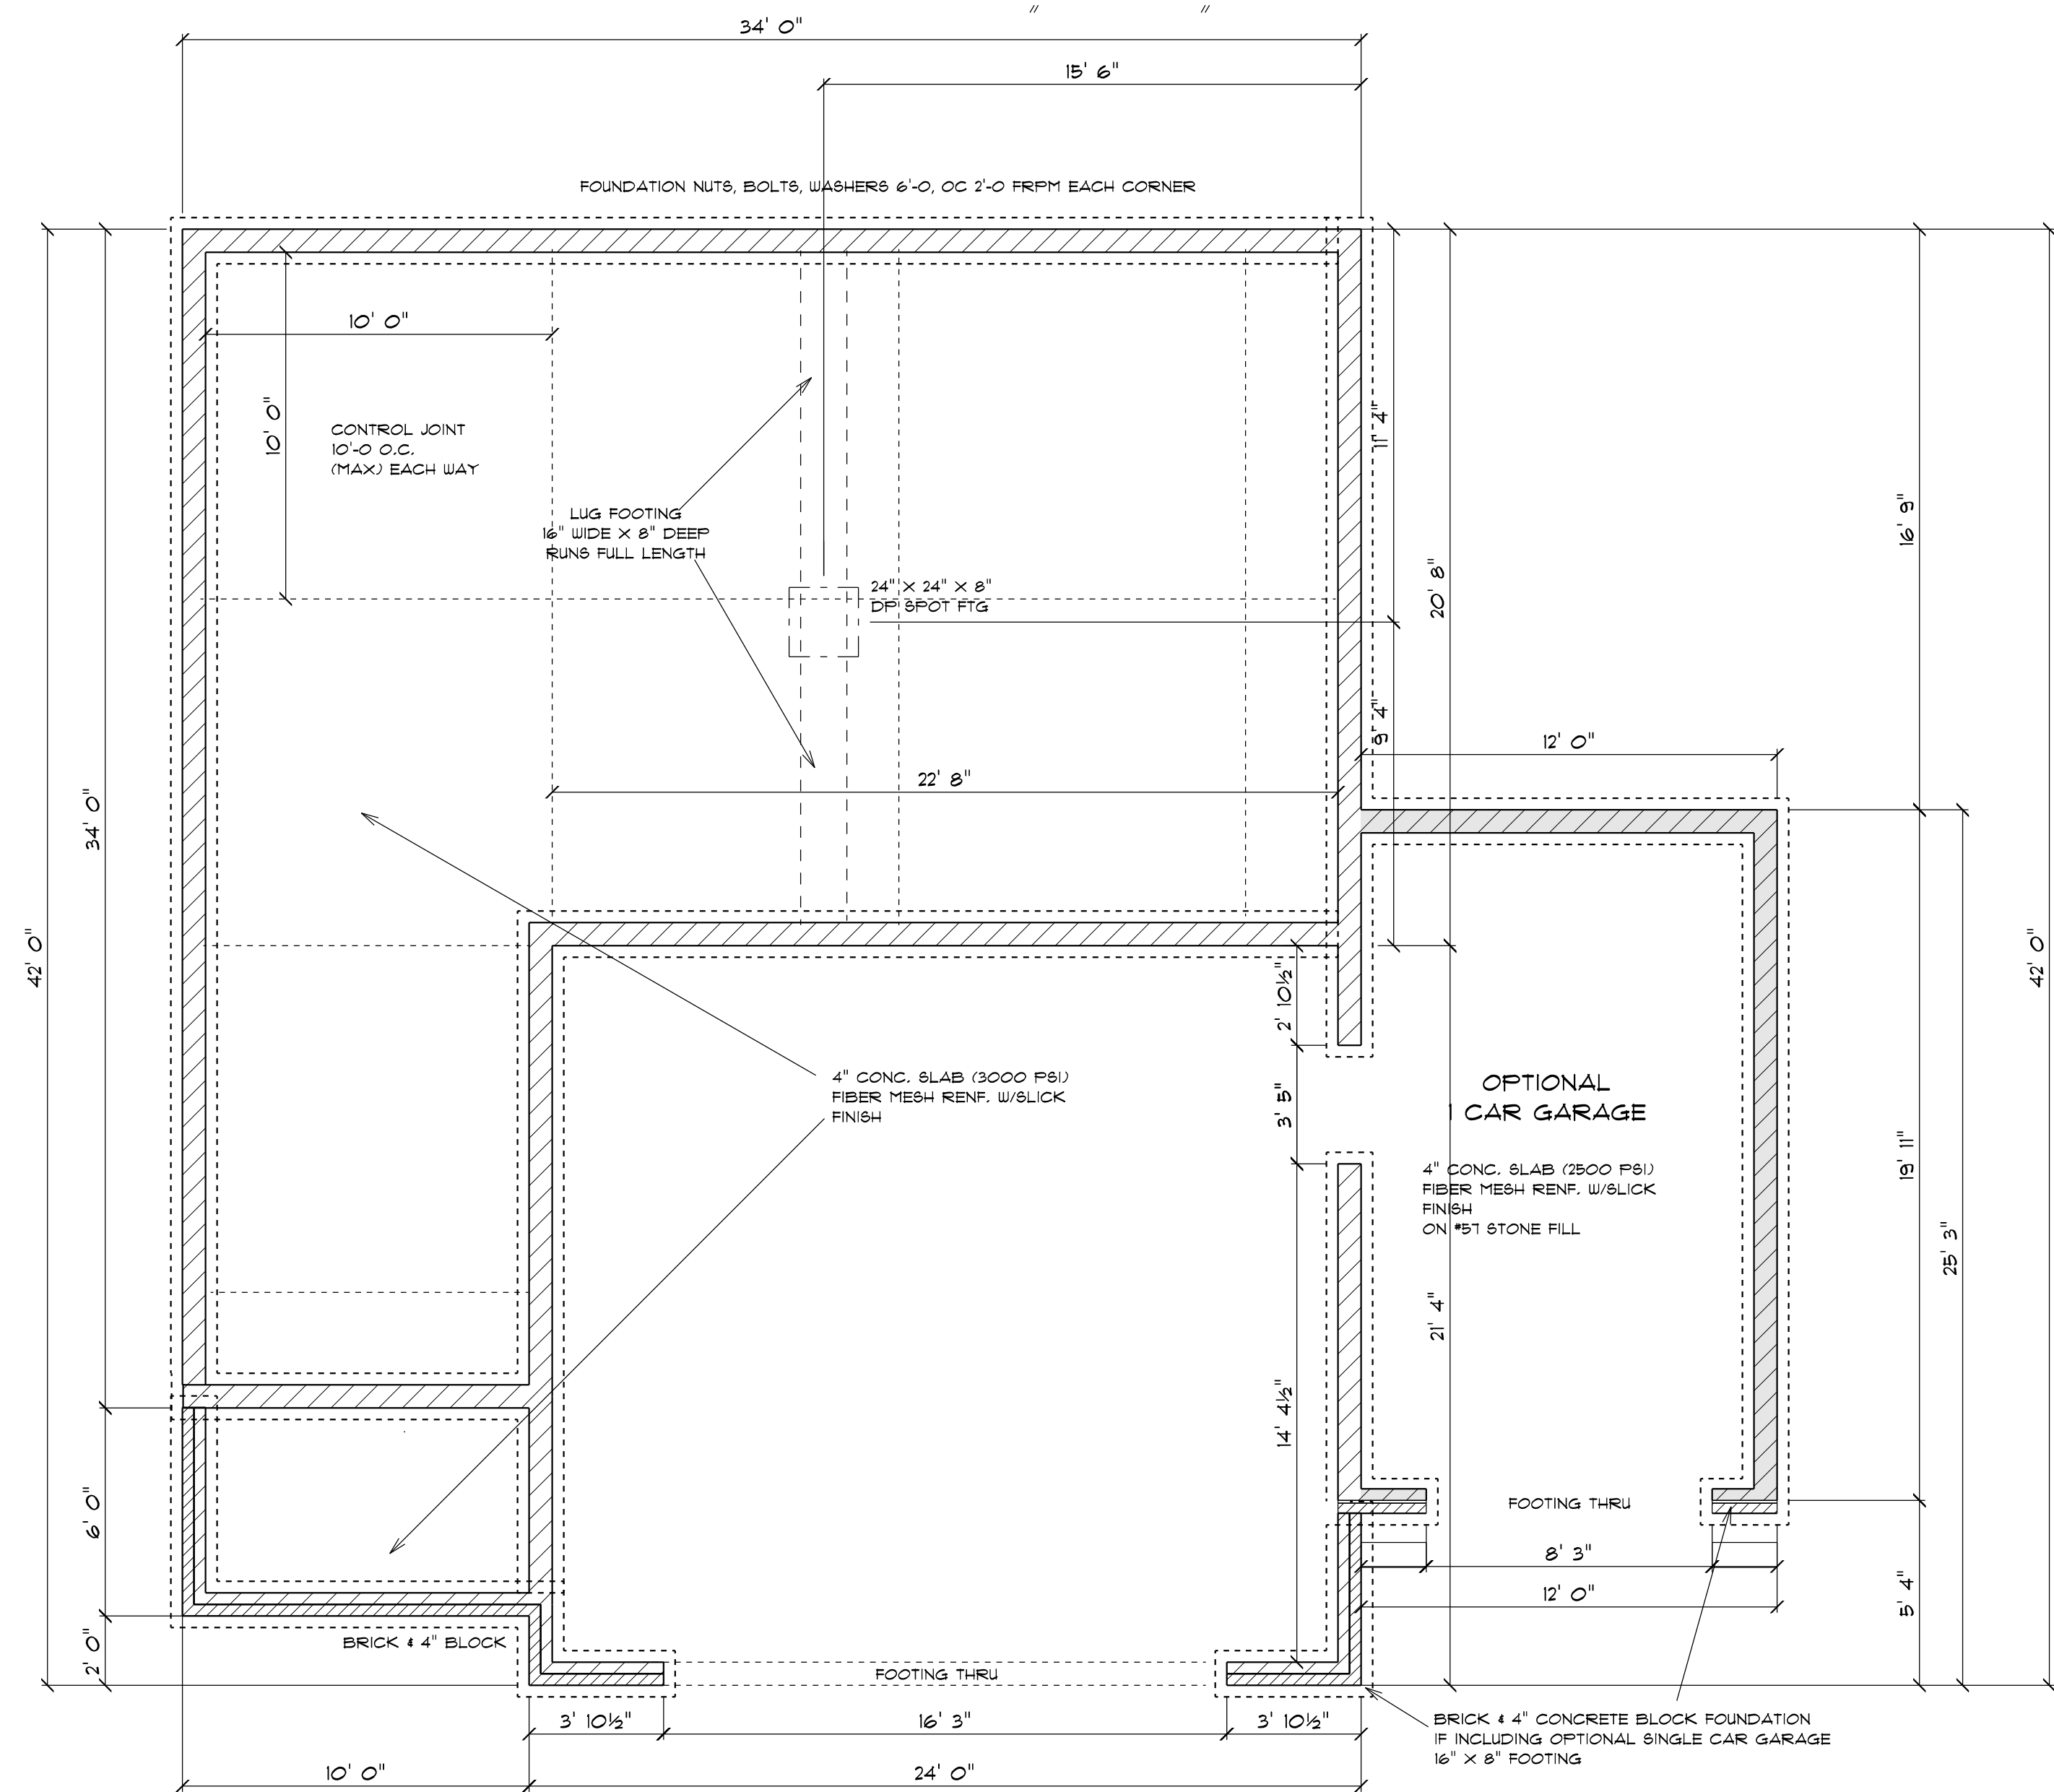 34' 0"
15' 6"
FOUNDATION NUTS, BOLTS, WASHERS 6'-0, OC 2'-0 FRPM EACH CORNER
10' 0"
10' 0"
CONTROL JOINT
10'-0 O.C.
(MAX) EACH WAY
11' 4"
16' 9"
LUG FOOTING
16" WIDE X 8" DEEP
RUNS FULL LENGTH
24" X 24" X 8"
DP SPOT FTG
20' 8"
9' 4"
12' 0"
22' 8"
34' 0"
42' 0"
42' 0"
2' 10½"
3' 5"
4" CONC. SLAB (3000 PSI)
FIBER MESH RENF. W/SLICK
FINISH
OPTIONAL
1 CAR GARAGE
4" CONC. SLAB (2500 PSI)
FIBER MESH RENF. W/SLICK
FINISH
ON #57 STONE FILL
19' 11"
25' 3"
21' 4"
14' 4½"
6' 0"
FOOTING THRU
8' 3"
12' 0"
5' 4"
2' 0"
BRICK & 4" BLOCK
FOOTING THRU
3' 10½"
16' 3"
3' 10½"
BRICK & 4" CONCRETE BLOCK FOUNDATION
IF INCLUDING OPTIONAL SINGLE CAR GARAGE
16" X 8" FOOTING
10' 0"
24' 0"